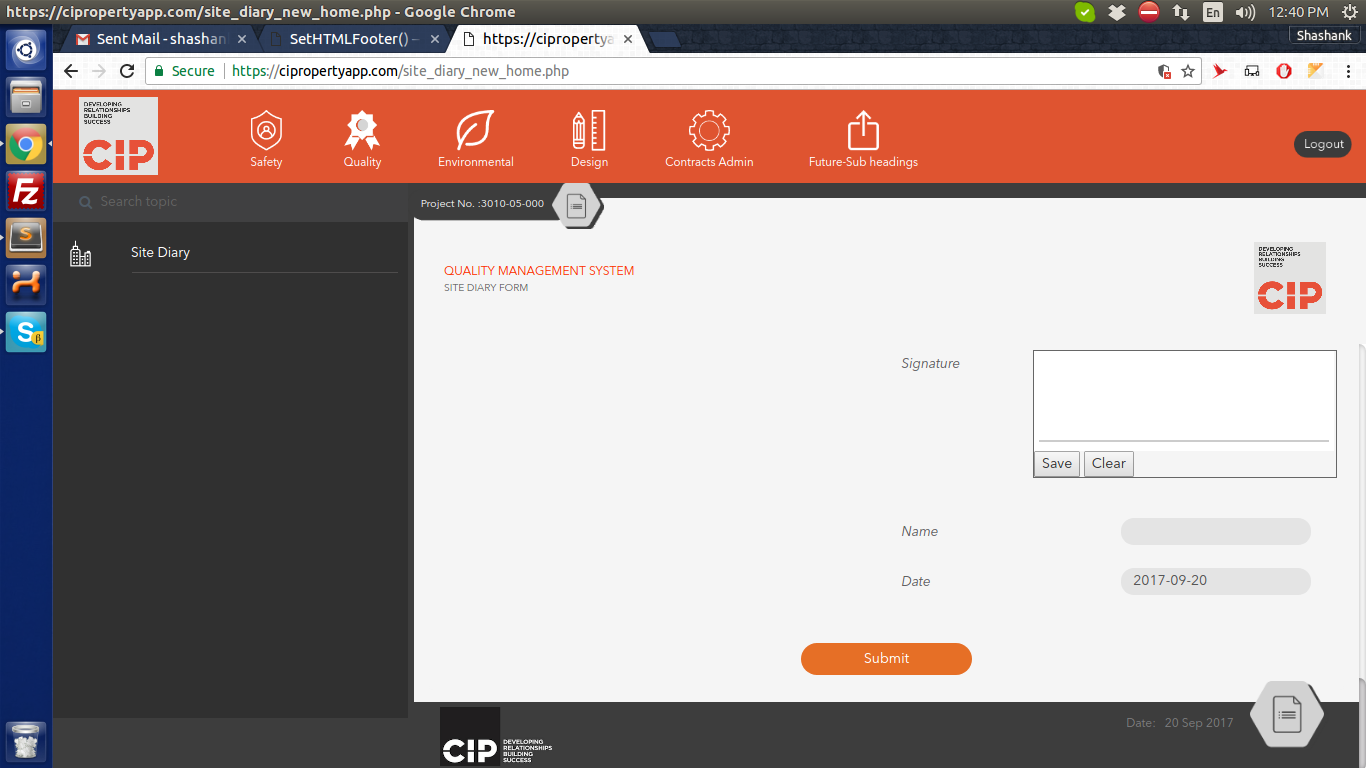 https://cipropertyapp.com/site_diary_new_home.php - Google Chrome
En
12:40 PM
Sent Mail - shashan
SetHTMLFooter() -
https://cipropertya
Shashank
Secure
https://cipropertyapp.com/site_diary_new_home.php
DEVELOPING
RELATIONSHIPS
BUILDING
SUCCESS
CIP
Safety
Quality
Environmental
Design
Contracts Admin
Future-Sub headings
Logout
Search topic
Project No. :3010-05-000
Site Diary
QUALITY MANAGEMENT SYSTEM
SITE DIARY FORM
DEVELOPING
RELATIONSHIPS
BUILDING
SUCCESS
CIP
Signature
Save
Clear
Name
Date
2017-09-20
Submit
Date: 20 Sep 2017
CIP
DEVELOPING
RELATIONSHIPS
BUILDING
SUCCESS
Fz
S
S
β